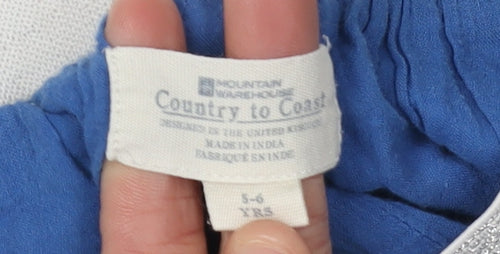 MOUNTAIN
WAREHOUSE
Country to Coast
DESIGNED IN THE UNITED KINGDOM
MADE IN INDIA
FABRIQUÉ EN INDE
5-6
YRS